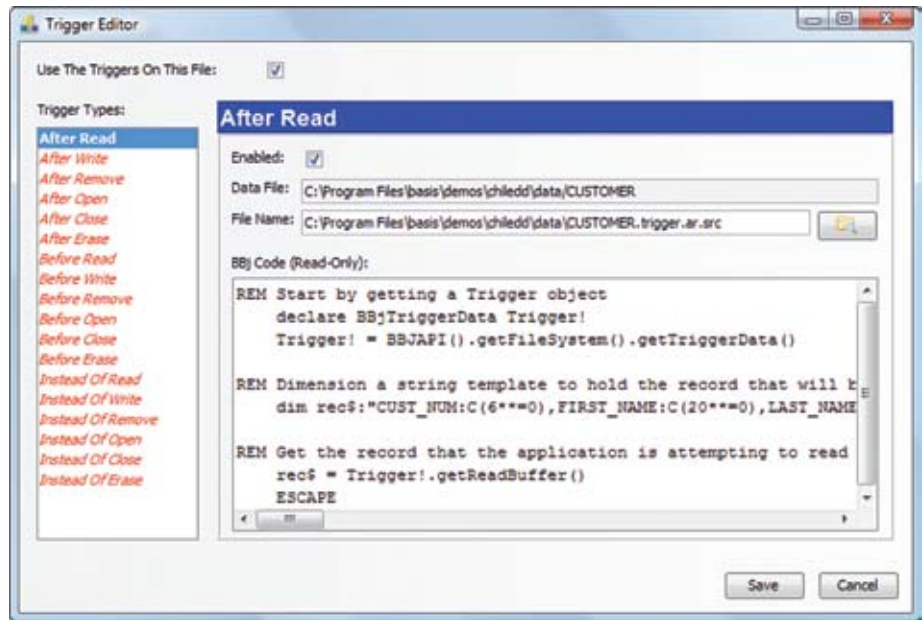 Trigger Editor
Use The Triggers On This File:
Trigger Types:
After Read
After Write
After Remove
After Open
After Close
After Erase
Before Read
Before Write
Before Remove
Before Open
Before Close
Before Erase
Instead Of Read
Instead Of Write
Instead Of Remove
Instead Of Open
Instead Of Close
Instead Of Erase
After Read
Enabled:
Data File: C:\Program Files\basis\demos\chiledd\data/CUSTOMER
File Name: C:\Program Files\basis\demos\chiledd\data\CUSTOMER.trigger.ar.src
BBj Code (Read-Only):
REM Start by getting a Trigger object
declare BBjTriggerData Trigger!
Trigger! = BBJAPI().getFileSystem().getTriggerData()
REM Dimension a string template to hold the record that will b
dim rec$:"CUST_NUM:C(6**=0),FIRST_NAME:C(20**=0),LAST_NAME
REM Get the record that the application is attempting to read
rec$ = Trigger!.getReadBuffer()
ESCAPE
Save Cancel